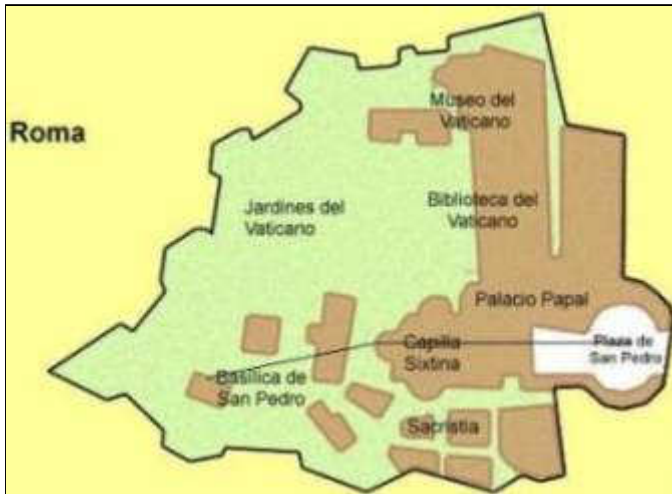 Museo del
Vaticano
Roma
Jardines del
Vaticano
Biblioteca del
Vaticano
Palacio Papal
Capilla
Sixtina
Plaza de
San Pedro
Basílica de
San Pedro
Sacristía